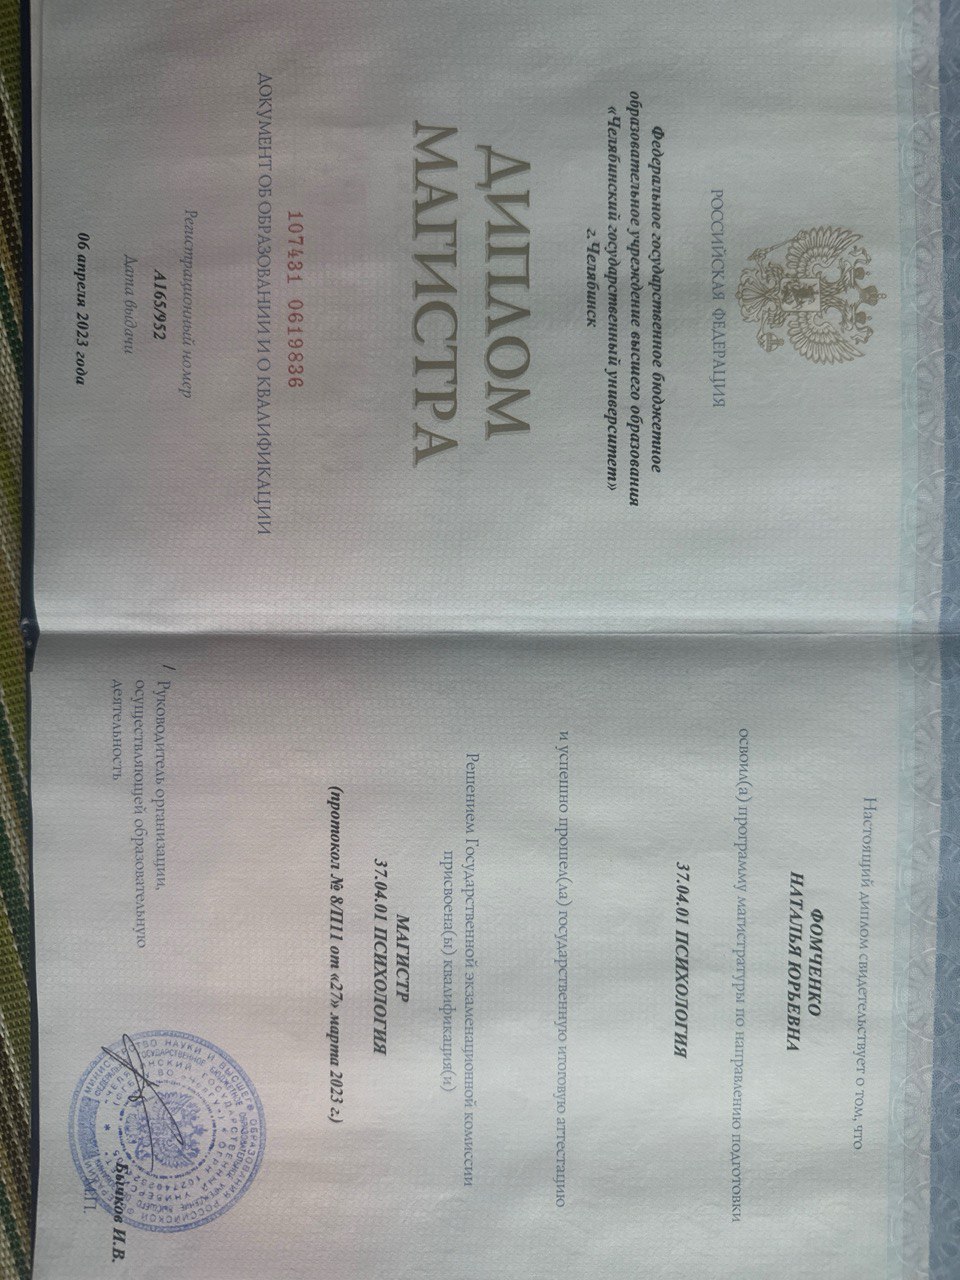 РОССИЙСКАЯ ФЕДЕРАЦИЯ
Федеральное государственное бюджетное
образовательное учреждение высшего образования
«Челябинский государственный университет»
г.Челябинск
ДИПЛОМ
МАГИСТРА
107431 0619836
ДОКУМЕНТ ОБ ОБРАЗОВАНИИ И О КВАЛИФИКАЦИИ
Регистрационный номер
А165/952
Дата выдачи
06 апреля 2023 года
Настоящий диплом свидетельствует о том, что
ФОМЧЕНКО
НАТАЛЬЯ ЮРЬЕВНА
освоил(а) программу магистратуры по направлению подготовки
37.04.01 ПСИХОЛОГИЯ
и успешно прошел(ла) государственную итоговую аттестацию
Решением Государственной экзаменационной комиссии
присвоена(ы) квалификация(и)
МАГИСТР
37.04.01 ПСИХОЛОГИЯ
(протокол № 8/П11 от «27» марта 2023 г.)
/ Руководитель организации,
осуществляющей образовательную
деятельность
Бычков И.В.
М.П.